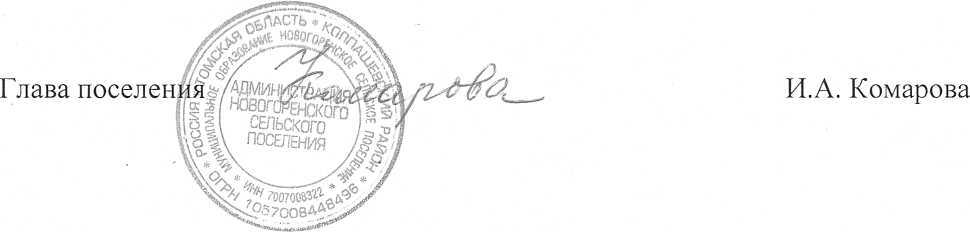 Глава поселения
Комарова
И.А. Комарова
РОССИЯ * ТОМСКАЯ ОБЛАСТЬ * КОЛПАШЕВСКИЙ РАЙОН *
ОГРН 1057008448496
МУНИЦИПАЛЬНОЕ ОБРАЗОВАНИЕ НОВОГОРЕНСКОЕ СЕЛЬСКОЕ ПОСЕЛЕНИЕ
* ИНН 7007008322 *
АДМИНИСТРАЦИЯ
НОВОГОРЕНСКОГО
СЕЛЬСКОГО
ПОСЕЛЕНИЯ